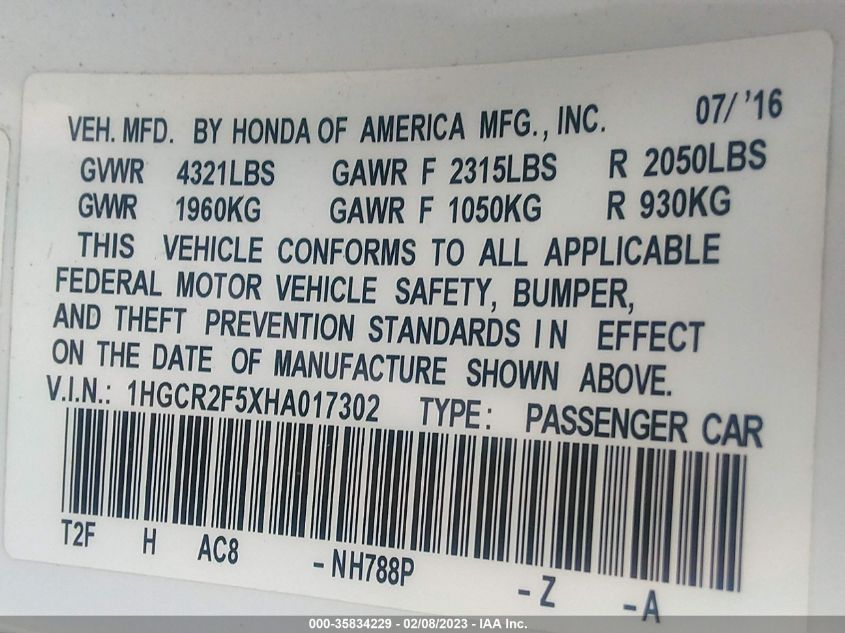 VEH. MFD. BY HONDA OF AMERICA MFG., INC. 07/ '16
GVWR 4321LBS GAWR F 2315LBS R 2050LBS
GVWR 1960KG GAWR F 1050KG R 930KG
THIS VEHICLE CONFORMS TO ALL APPLICABLE
FEDERAL MOTOR VEHICLE SAFETY, BUMPER,
AND THEFT PREVENTION STANDARDS IN EFFECT
ON THE DATE OF MANUFACTURE SHOWN ABOVE.
V.I.N.: 1HGCR2F5XHA017302 TYPE: PASSENGER CAR
T2F H AC8 - NH788P - Z - A
000-35834229 - 02/08/2023 - IAA Inc.